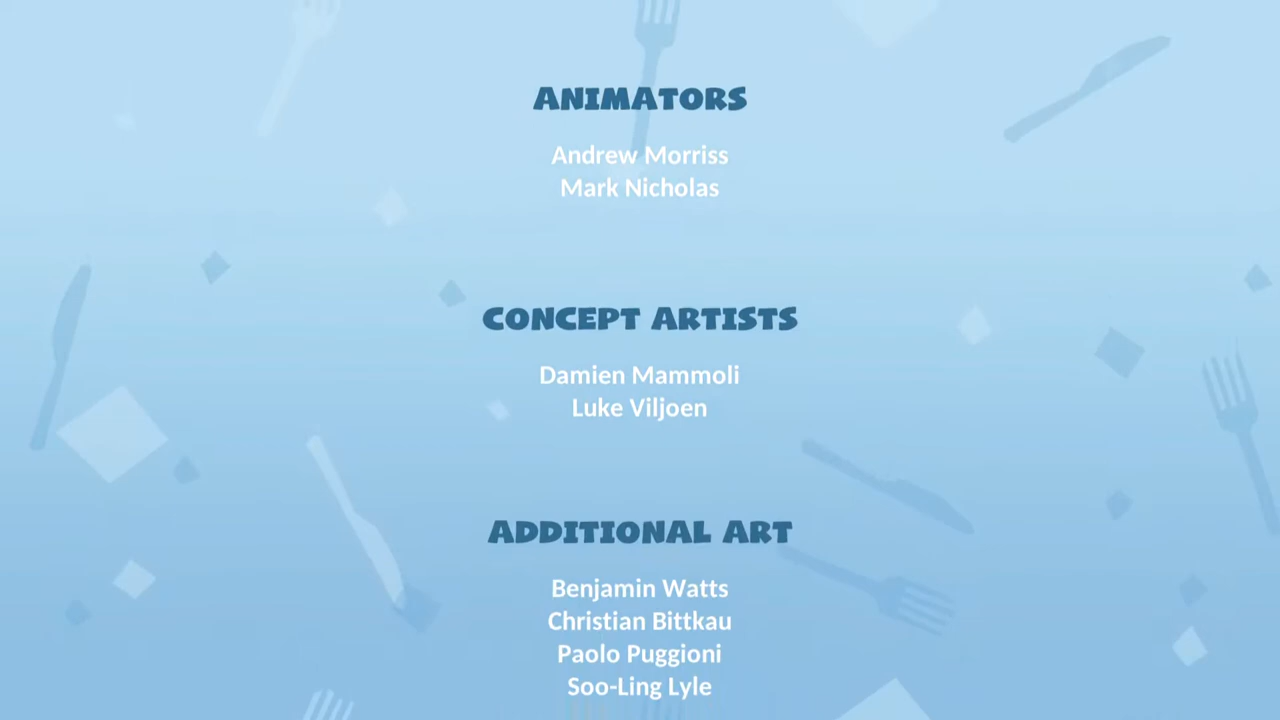 ANIMATORS
Andrew Morriss
Mark Nicholas
CONCEPT ARTISTS
Damien Mammoli
Luke Viljoen
ADDITIONAL ART
Benjamin Watts
Christian Bittkau
Paolo Puggioni
Soo-Ling Lyle